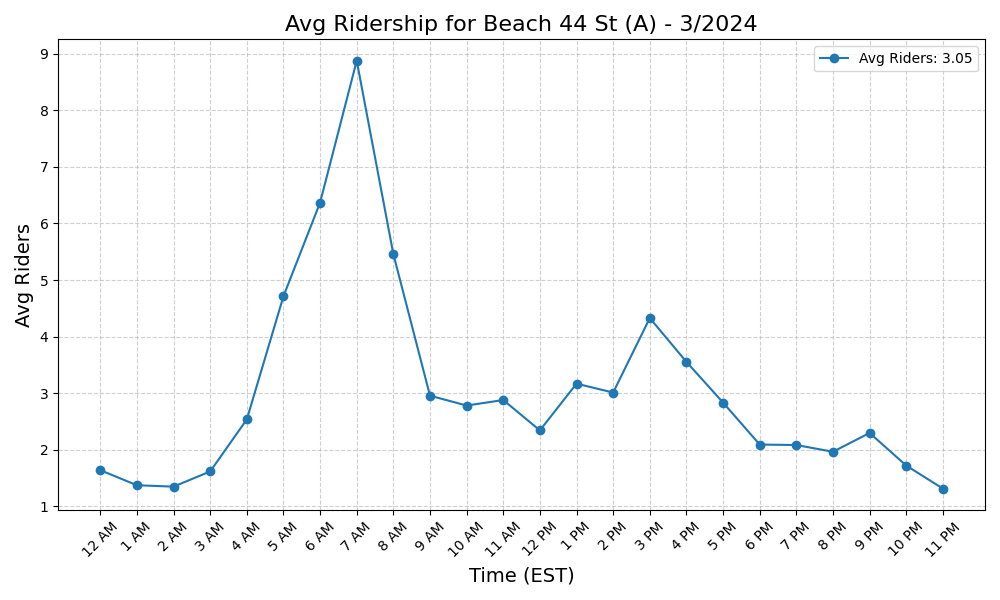 Avg Ridership for Beach 44 St (A) - 3/2024
Avg Riders: 3.05
Avg Riders
9
8
7
6
5
4
3
2
1
12 AM
1 AM
2 AM
3 AM
4 AM
5 AM
6 AM
7 AM
8 AM
9 AM
10 AM
11 AM
12 PM
1 PM
2 PM
3 PM
4 PM
5 PM
6 PM
7 PM
8 PM
9 PM
10 PM
11 PM
Time (EST)